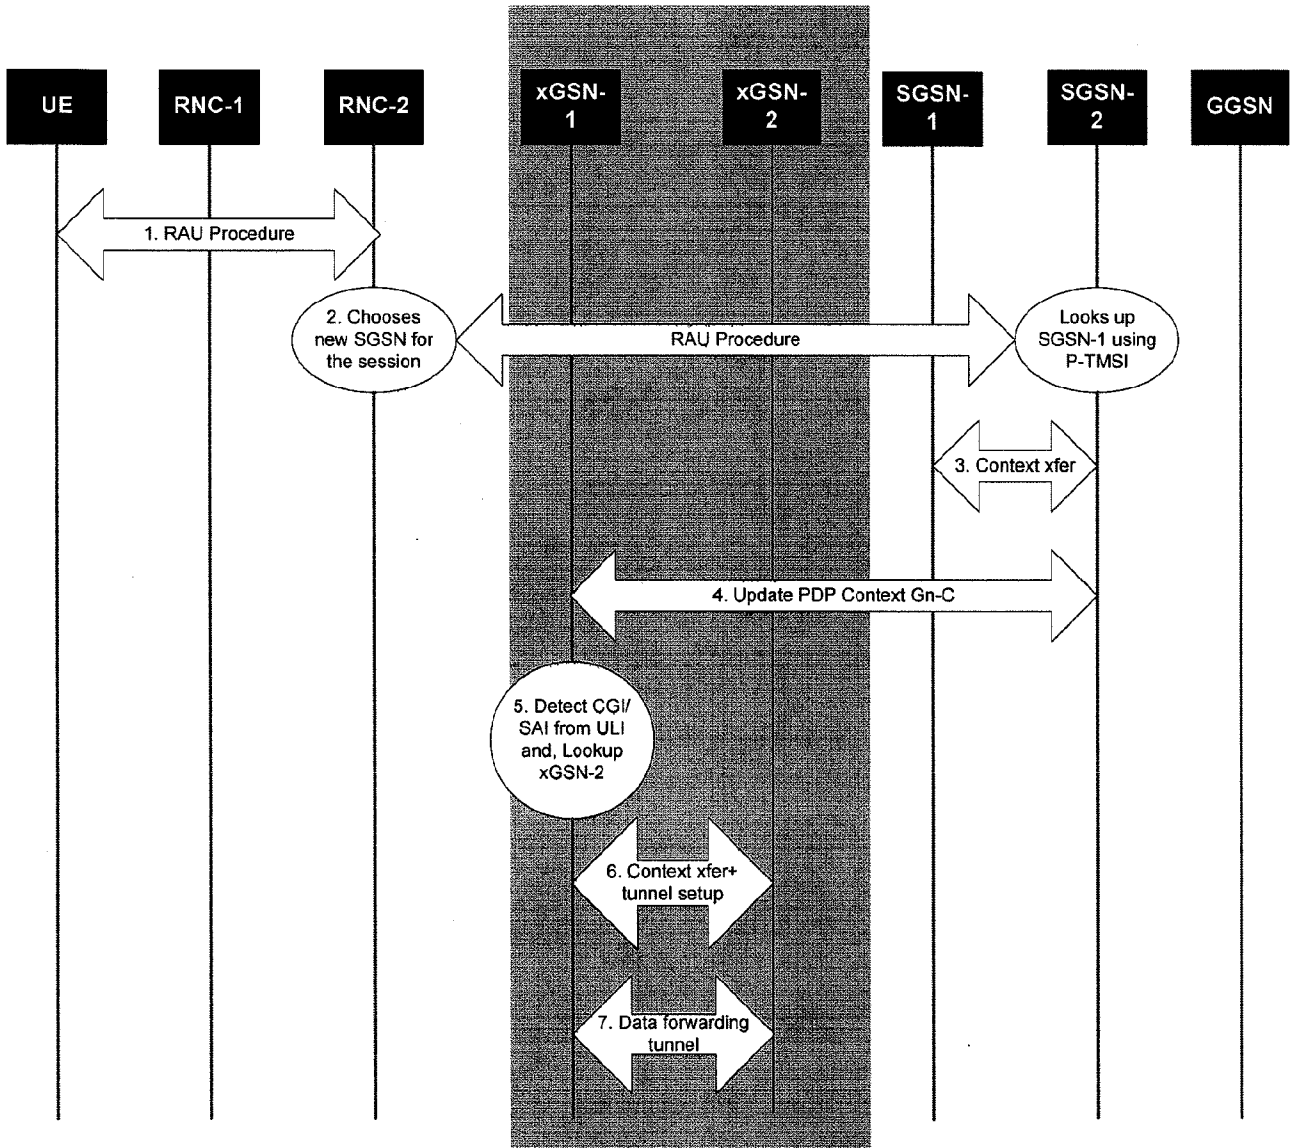 UE
RNC-1
RNC-2
xGSN-
1
xGSN-
2
SGSN-
1
SGSN-
2
GGSN
1. RAU Procedure
2. Chooses
new SGSN for
the session
RAU Procedure
Looks up
SGSN-1 using
P-TMSI
3. Context xfer
4. Update PDP Context Gn-C
5. Detect CGI/
SAI from ULI
and, Lookup
xGSN-2
6. Context xfer+
tunnel setup
7. Data forwarding
tunnel